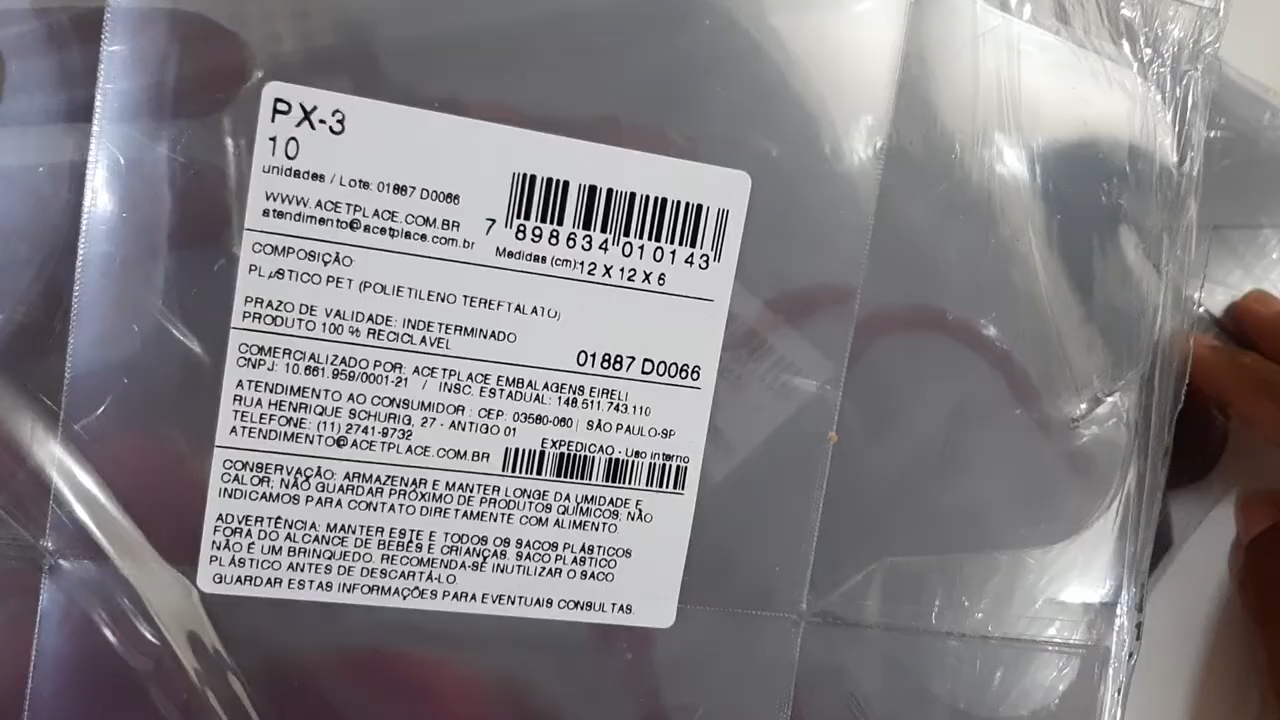 PX-3
10
unidades / Lote: 01887 D0066
WWW.ACETPLACE.COM.BR
atendimento@acetplace.com.br
7 898634 010143
Medidas (cm):12 X 12 X 6
COMPOSIÇÃO:
PLÁSTICO PET (POLIETILENO TEREFTALATO)
PRAZO DE VALIDADE: INDETERMINADO
PRODUTO 100 % RECICLAVEL
01887 D0066
COMERCIALIZADO POR: ACETPLACE EMBALAGENS EIRELI
CNPJ: 10.661.959/0001-21 / INSC. ESTADUAL: 148.511.743.110
ATENDIMENTO AO CONSUMIDOR : CEP: 03580-060 | SÃO PAULO-SP
RUA HENRIQUE SCHURIG, 27 - ANTIGO 01
TELEFONE: (11) 2741-9732
ATENDIMENTO@ACETPLACE.COM.BR
EXPEDICAO - Uso interno
CONSERVAÇÃO: ARMAZENAR E MANTER LONGE DA UMIDADE E
CALOR; NÃO GUARDAR PRÓXIMO DE PRODUTOS QUÍMICOS; NÃO
INDICAMOS PARA CONTATO DIRETAMENTE COM ALIMENTO.
ADVERTÊNCIA: MANTER ESTE E TODOS OS SACOS PLÁSTICOS
FORA DO ALCANCE DE BEBÊS E CRIANÇAS. SACO PLASTICO
NÃO É UM BRINQUEDO. RECOMENDA-SE INUTILIZAR O SACO
PLÁSTICO ANTES DE DESCARTÁ-LO.
GUARDAR ESTAS INFORMAÇÕES PARA EVENTUAIS CONSULTAS.